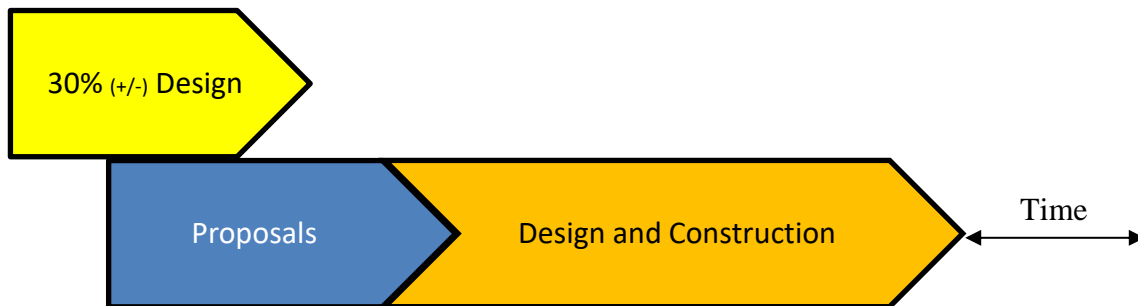 30% (+/-) Design
Proposals
Design and Construction
Time